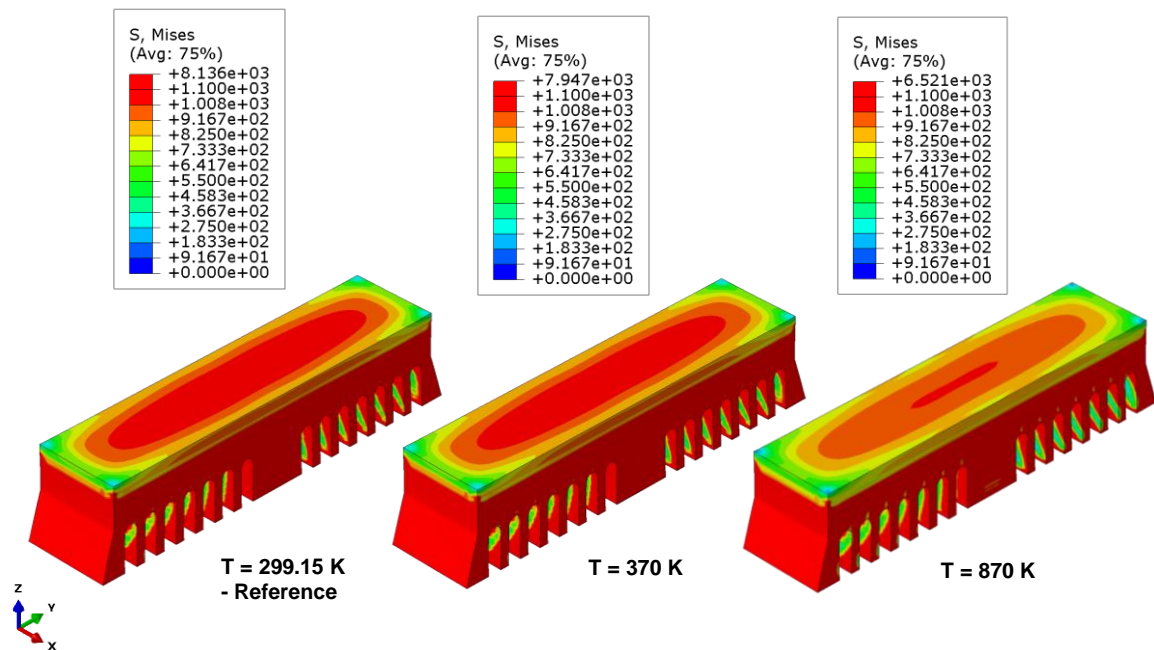 S, Mises
(Avg: 75%)
+8.136e+03
+1.100e+03
+1.008e+03
+9.167e+02
+8.250e+02
+7.333e+02
+6.417e+02
+5.500e+02
+4.583e+02
+3.667e+02
+2.750e+02
+1.833e+02
+9.167e+01
+0.000e+00
S, Mises
(Avg: 75%)
+7.947e+03
+1.100e+03
+1.008e+03
+9.167e+02
+8.250e+02
+7.333e+02
+6.417e+02
+5.500e+02
+4.583e+02
+3.667e+02
+2.750e+02
+1.833e+02
+9.167e+01
+0.000e+00
S, Mises
(Avg: 75%)
+6.521e+03
+1.100e+03
+1.008e+03
+9.167e+02
+8.250e+02
+7.333e+02
+6.417e+02
+5.500e+02
+4.583e+02
+3.667e+02
+2.750e+02
+1.833e+02
+9.167e+01
+0.000e+00
T = 299.15 K
- Reference
T = 370 K
T = 870 K
Z
Y
X